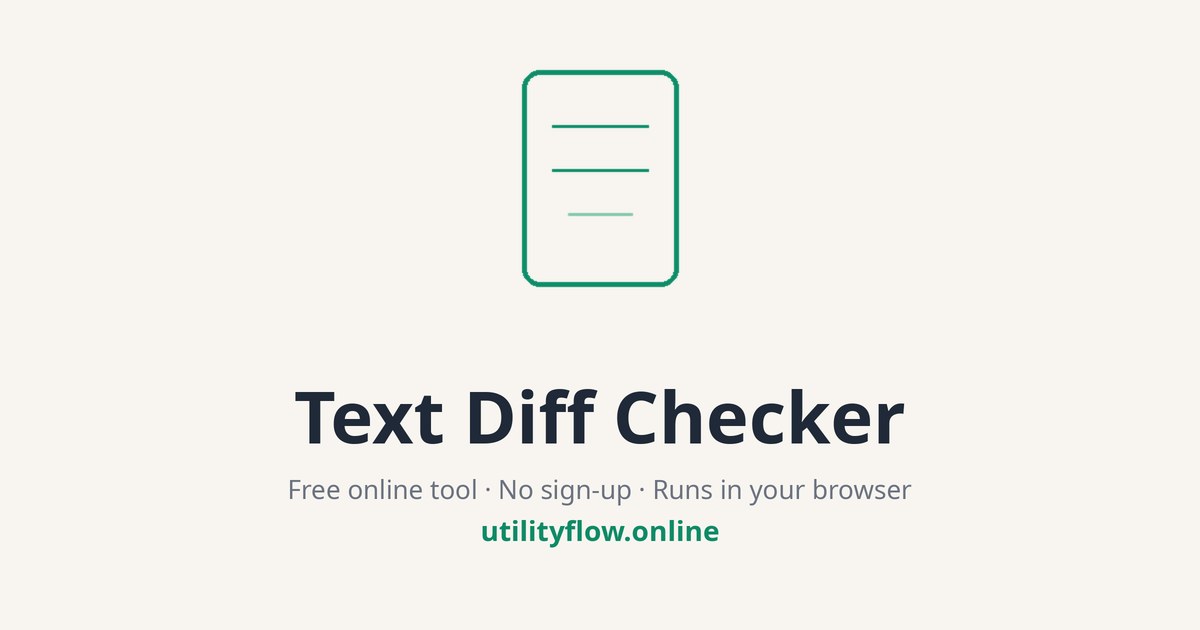 Text Diff Checker
Free online tool · No sign-up · Runs in your browser
utilityflow.online